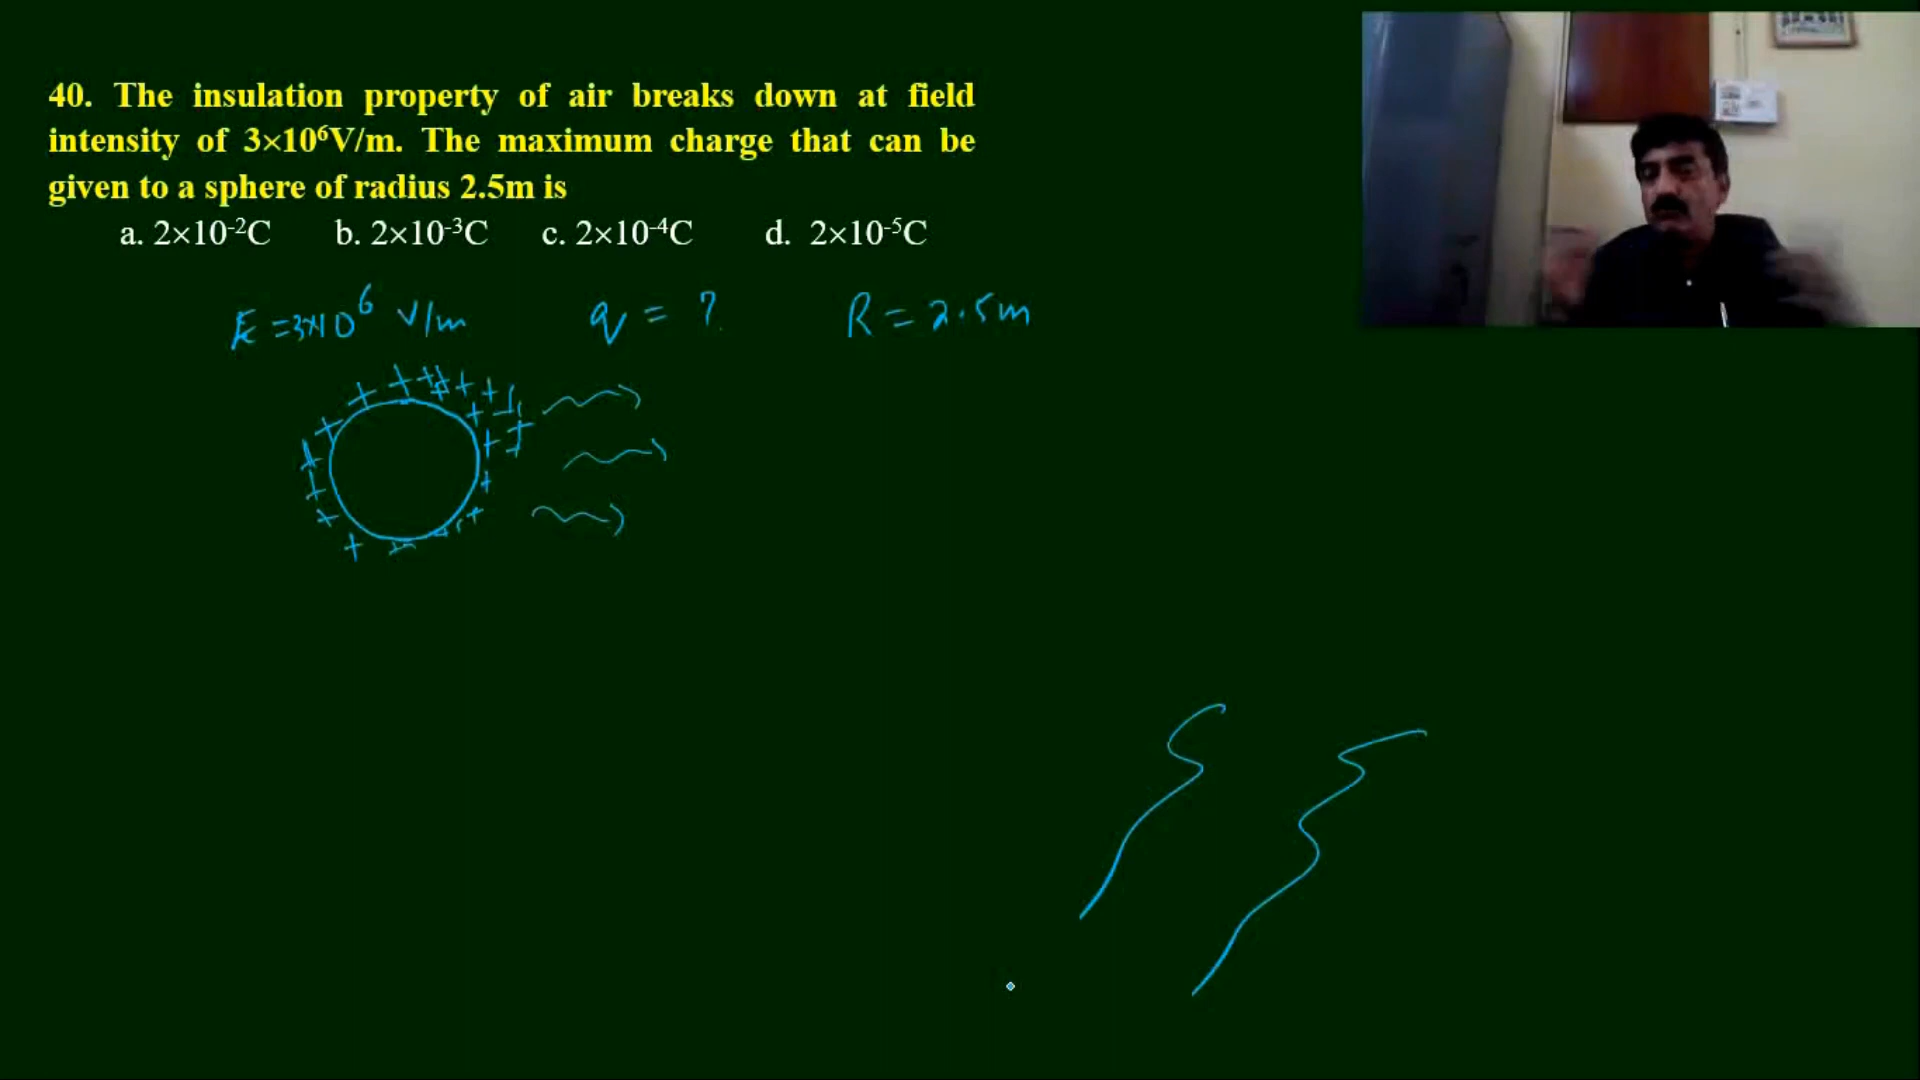 40. The insulation property of air breaks down at field
intensity of 3×10⁶V/m. The maximum charge that can be
given to a sphere of radius 2.5m is
a. 2×10⁻²C b. 2×10⁻³C c. 2×10⁻⁴C d. 2×10⁻⁵C
E = 3×10⁶ V/m q = ? R = 2.5m